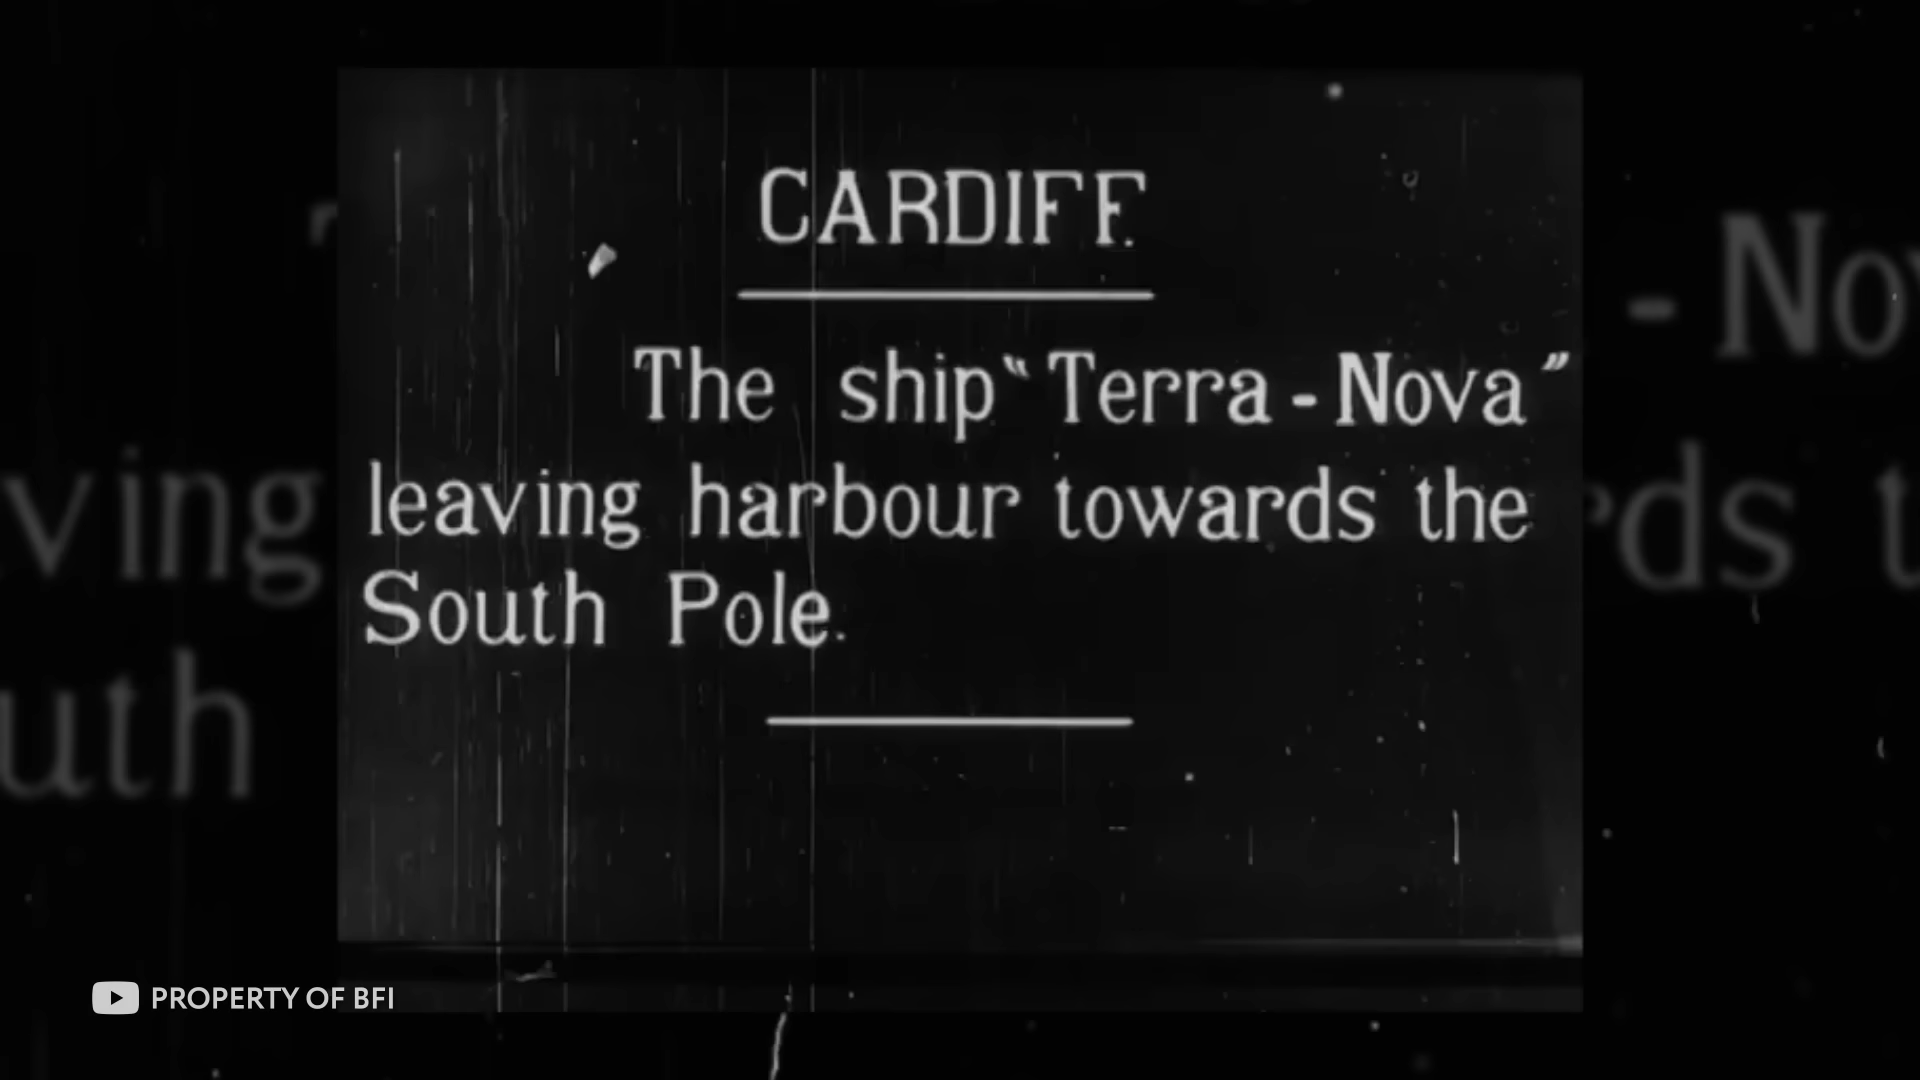 CARDIFF.
The ship "Terra-Nova"
leaving harbour towards the
South Pole.
PROPERTY OF BFI